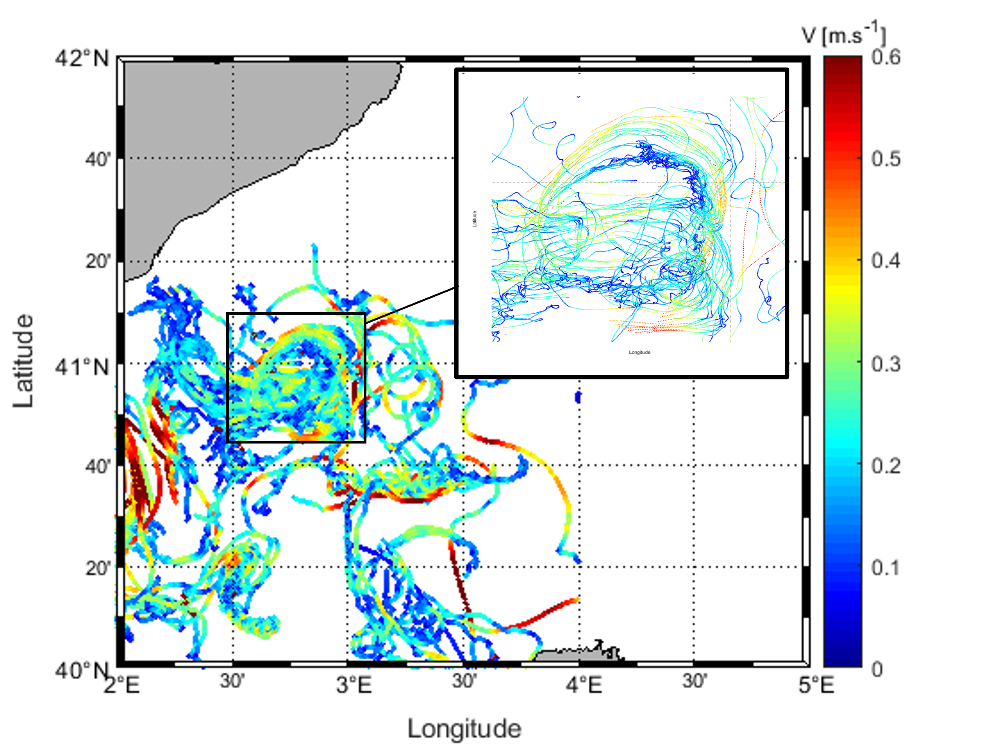 V [m.s⁻¹]
42°N
40'
20'
41°N
40'
20'
40°N
Latitude
2°E
30'
3°E
30'
4°E
30'
5°E
Longitude
Latitude
Longitude
0.6
0.5
0.4
0.3
0.2
0.1
0